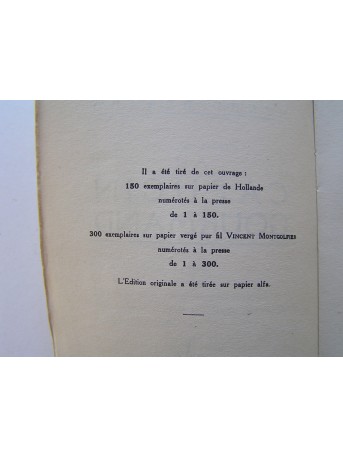 Il a été tiré de cet ouvrage :
150 exemplaires sur papier de Hollande
numérotés à la presse
de 1 à 150.
300 exemplaires sur papier vergé pur fil VINCENT MONTGOLFIER
numérotés à la presse
de 1 à 300.
L'Edition originale a été tirée sur papier alfa.